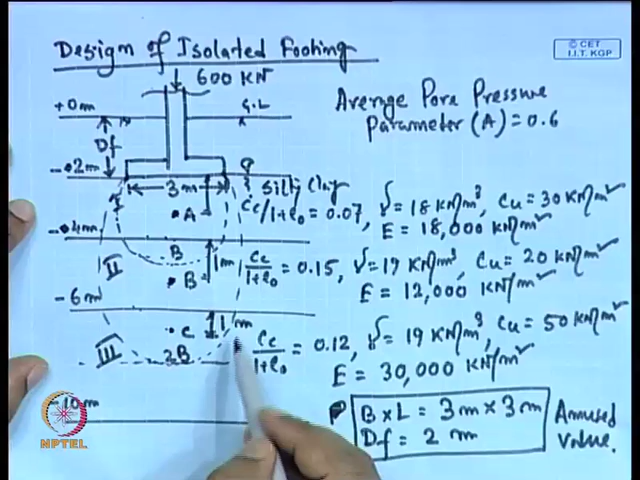 © CET
I.I.T. KGP
Design of Isolated Footing
600 KN
+0m
G.L
Average Pore Pressure
Parameter (A) = 0.6
Df
-02m
3m
Silty Clay
I
A
Cc/1+e0 = 0.07, γ = 18 KN/m³, Cu = 30 KN/m²
E = 18,000 KN/m²
-04m
B
II
1m
B
Cc/1+e0 = 0.15, γ = 17 KN/m³, Cu = 20 KN/m²
E = 12,000 KN/m²
-6m
C
1m
III
2B
Cc/1+e0 = 0.12, γ = 19 KN/m³, Cu = 50 KN/m²
E = 30,000 KN/m²
-10m
B x L = 3m x 3m
Df = 2 m
Assumed
value.
NPTEL